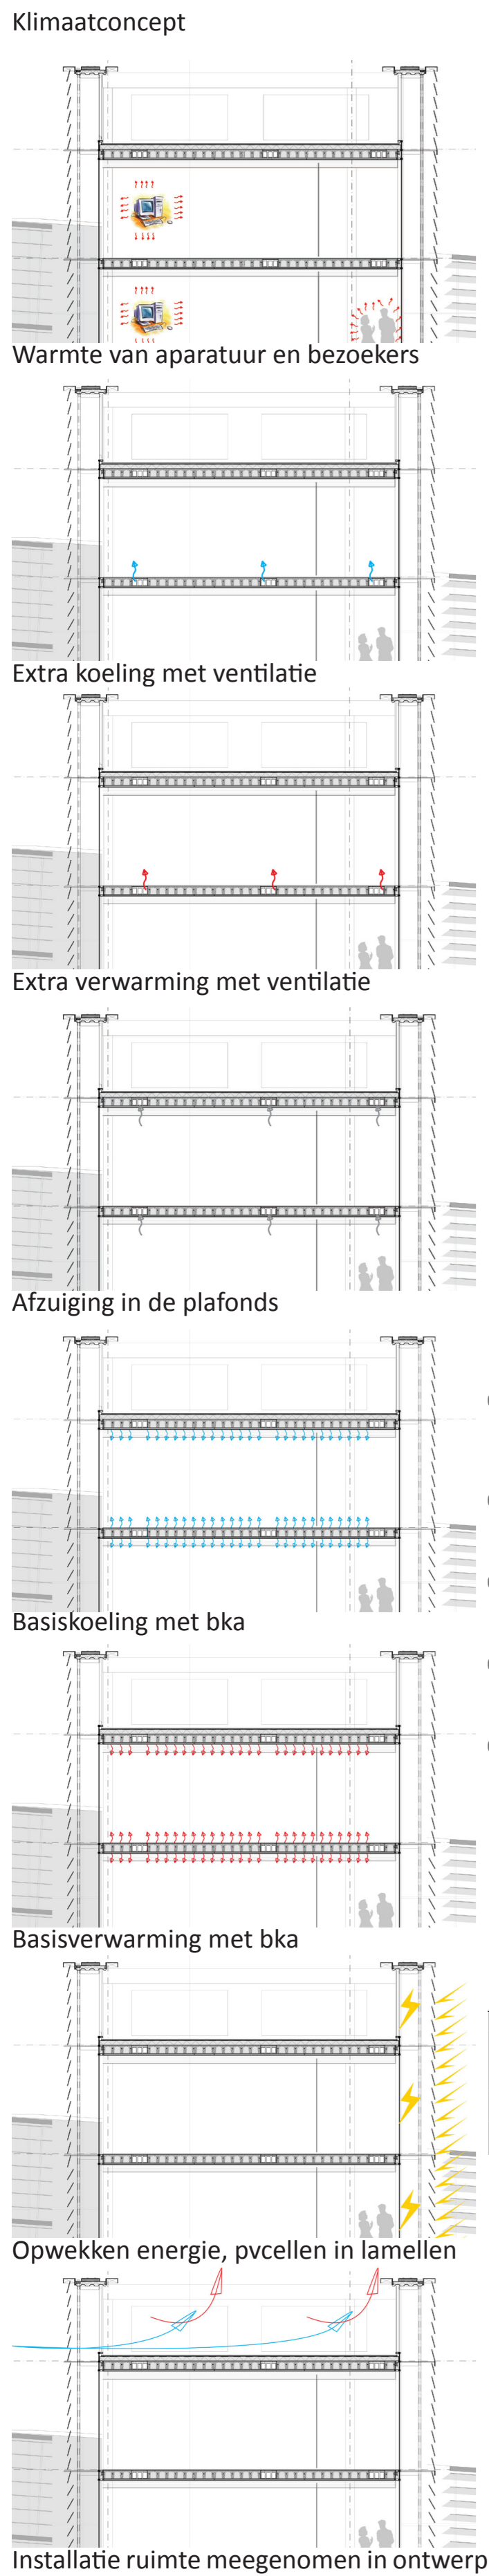 Klimaatconcept
Warmte van aparatuur en bezoekers
Extra koeling met ventilatie
Extra verwarming met ventilatie
Afzuiging in de plafonds
Basiskoeling met bka
Basisverwarming met bka
Opwekken energie, pvcellen in lamellen
Installatie ruimte meegenomen in ontwerp